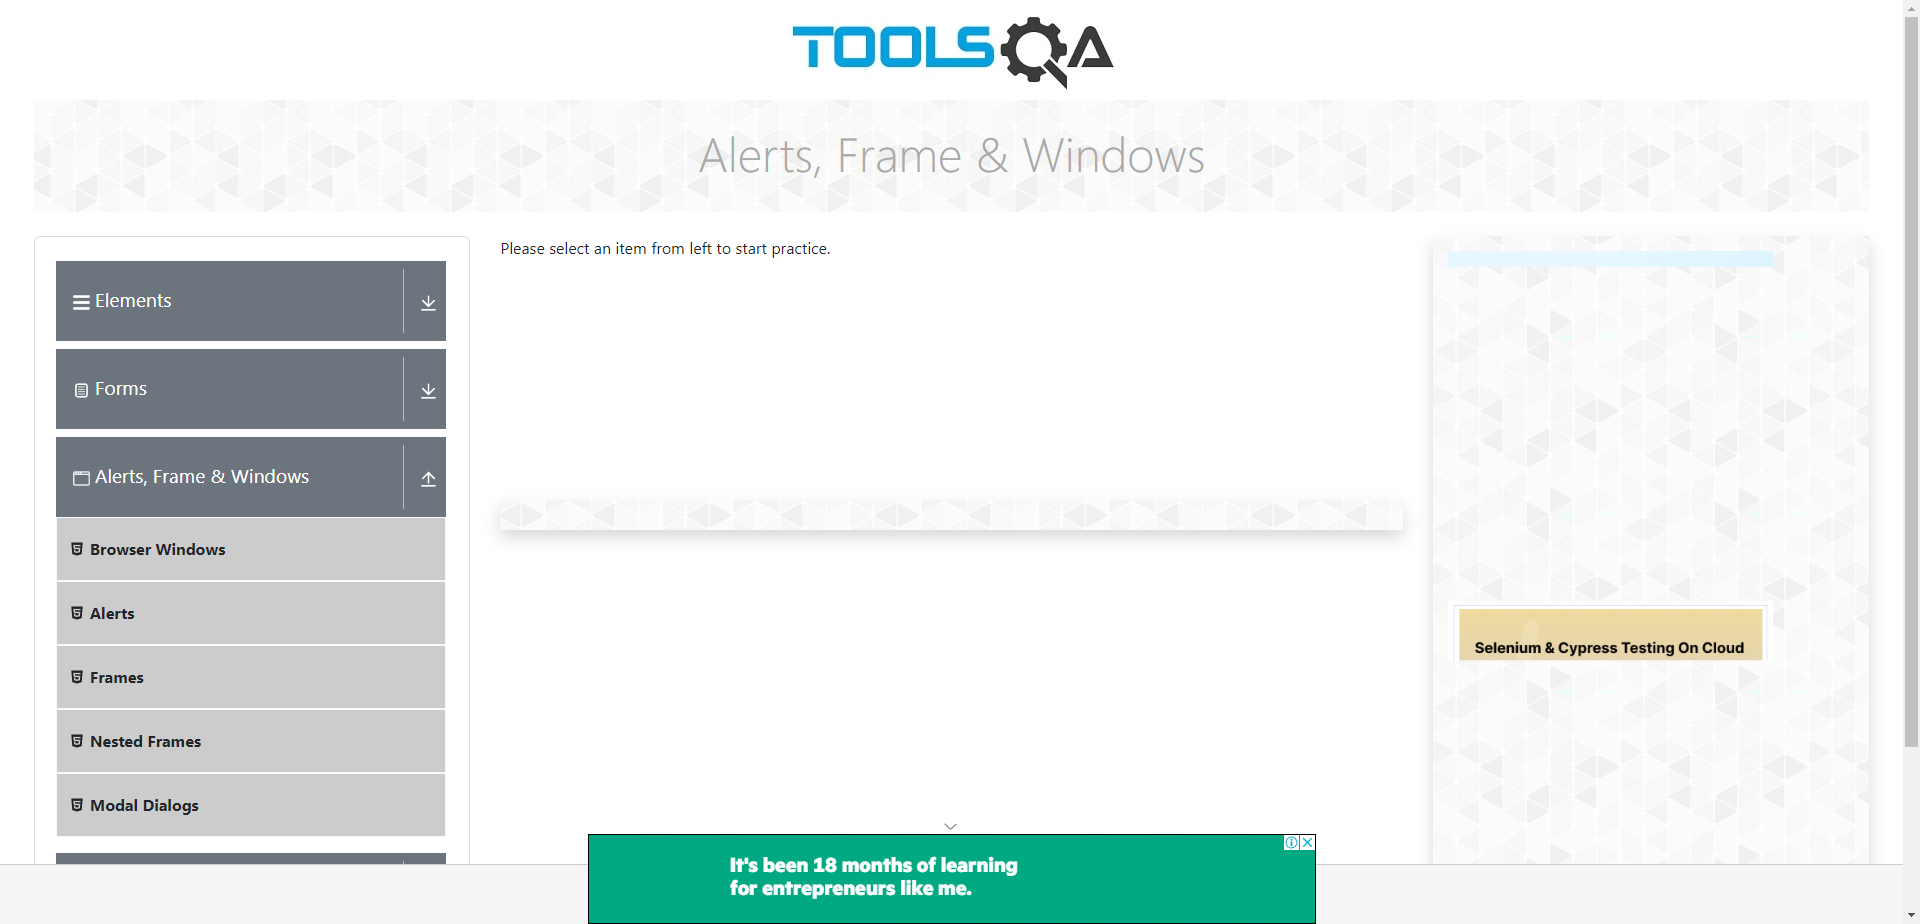 TOOLSQA
Alerts, Frame & Windows
Please select an item from left to start practice.
Elements
Forms
Alerts, Frame & Windows
Browser Windows
Alerts
Frames
Nested Frames
Modal Dialogs
Selenium & Cypress Testing On Cloud
It's been 18 months of learning
for entrepreneurs like me.